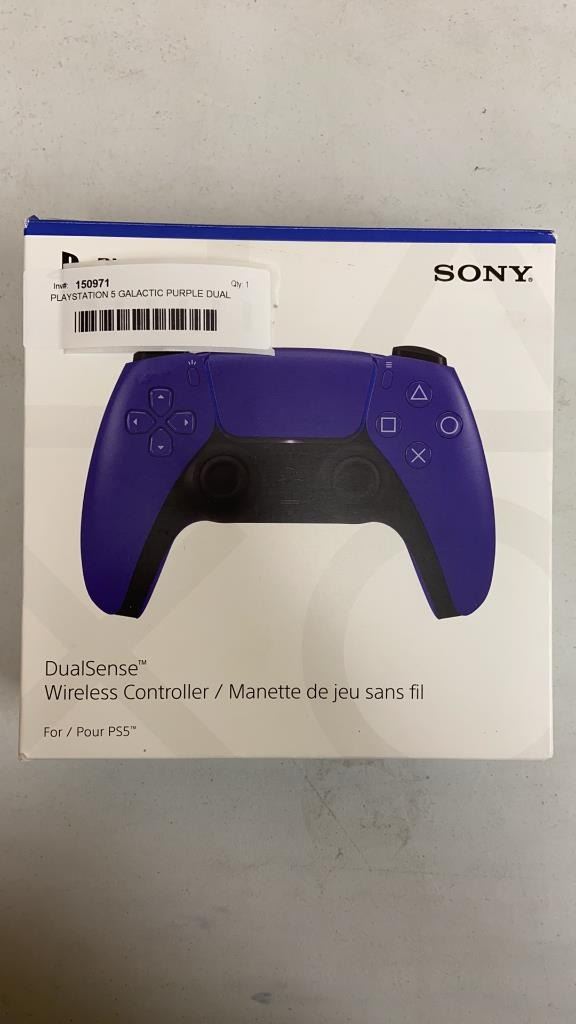 SONY®
Inv#: 150971 Qty: 1
PLAYSTATION 5 GALACTIC PURPLE DUAL
DualSense™
Wireless Controller / Manette de jeu sans fil
For / Pour PS5™